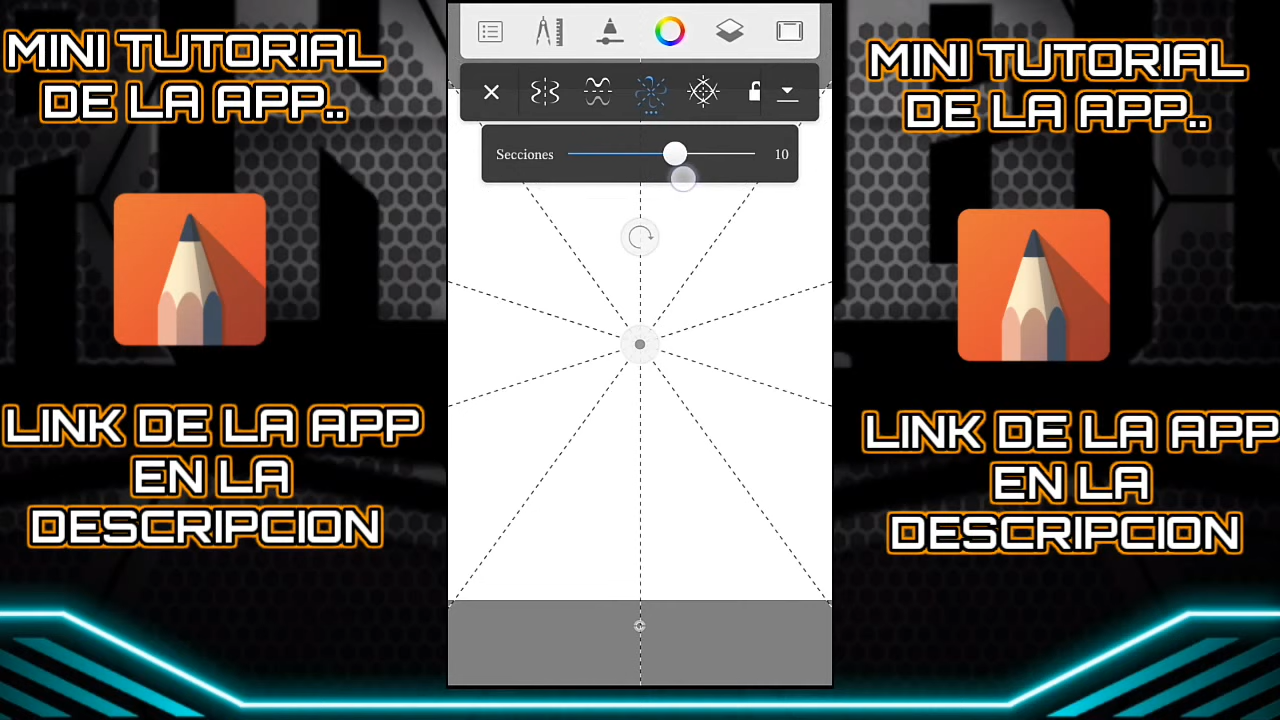 MINI TUTORIAL
DE LA APP..
LINK DE LA APP
EN LA
DESCRIPCION
Secciones 10
MINI TUTORIAL
DE LA APP..
LINK DE LA APP
EN LA
DESCRIPCION